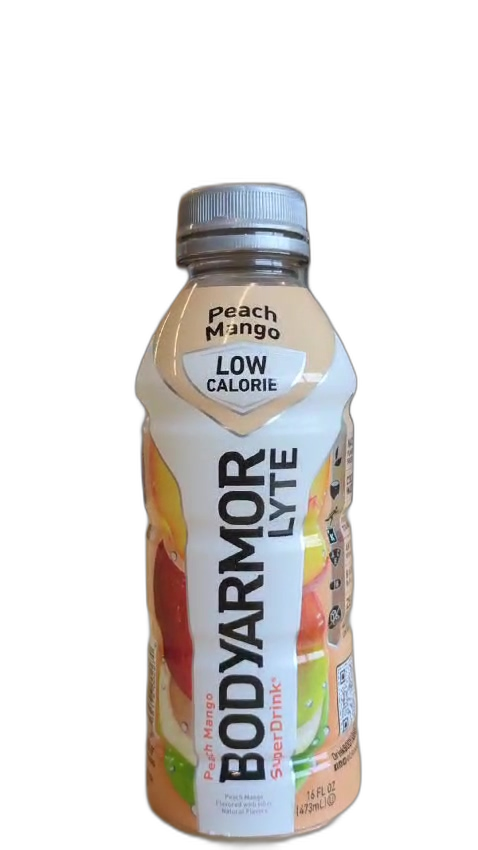 Peach
Mango
LOW
CALORIE
BODYARMOR
LYTE
Peach Mango
SuperDrink
Peach Mango
Flavored with other
Natural Flavors
16 FL OZ
(473mL)
0%